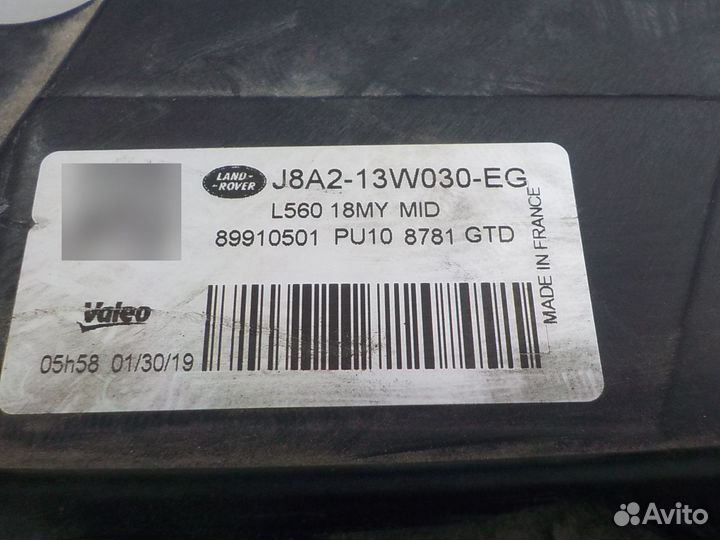 LAND-
-ROVER
J8A2-13W030-EG
L560 18MY MID
89910501 PU10 8781 GTD
MADE IN FRANCE
Valeo
05h58 01/30/19
Avito